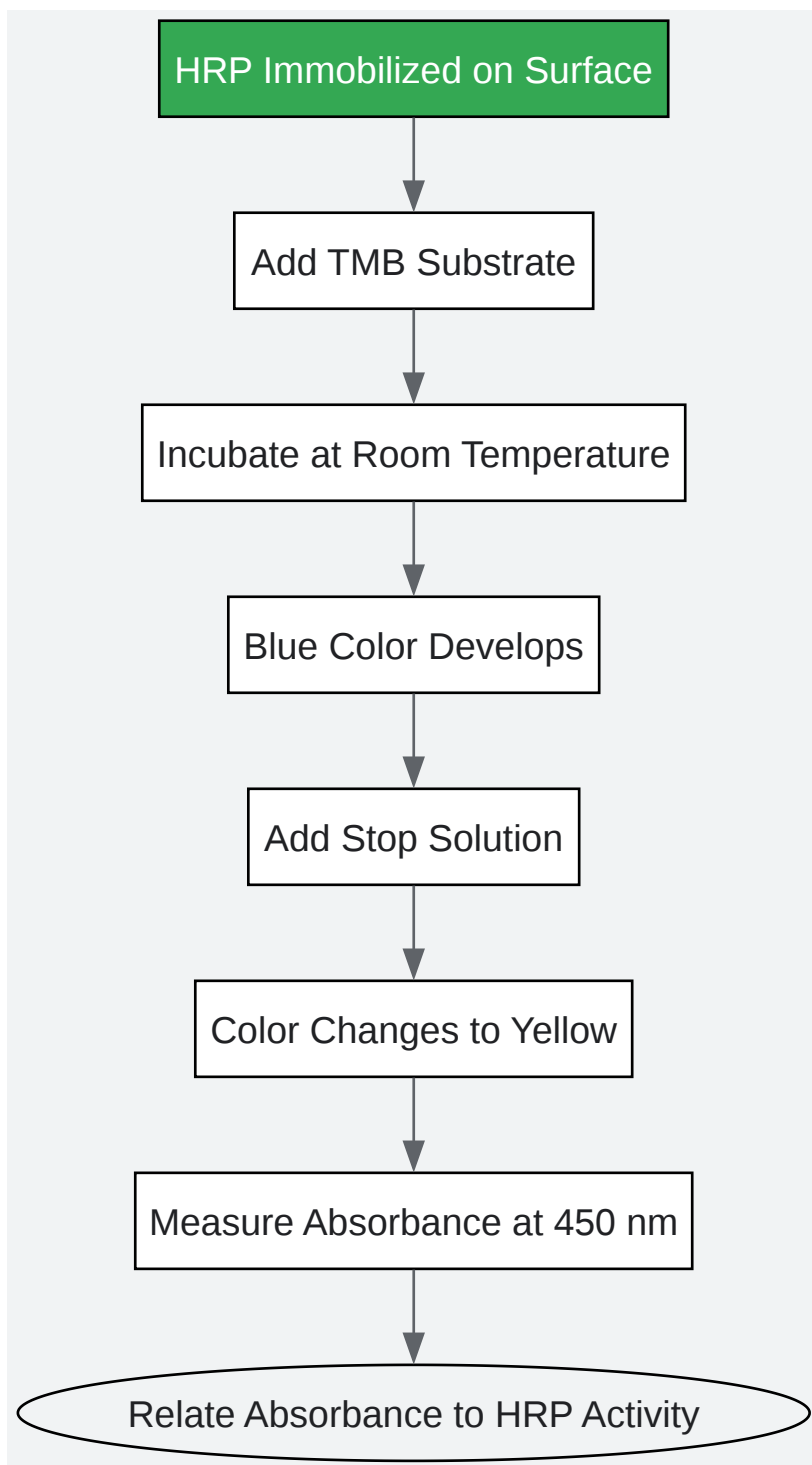 HRP Immobilized on Surface
Add TMB Substrate
Incubate at Room Temperature
Blue Color Develops
Add Stop Solution
Color Changes to Yellow
Measure Absorbance at 450 nm
Relate Absorbance to HRP Activity